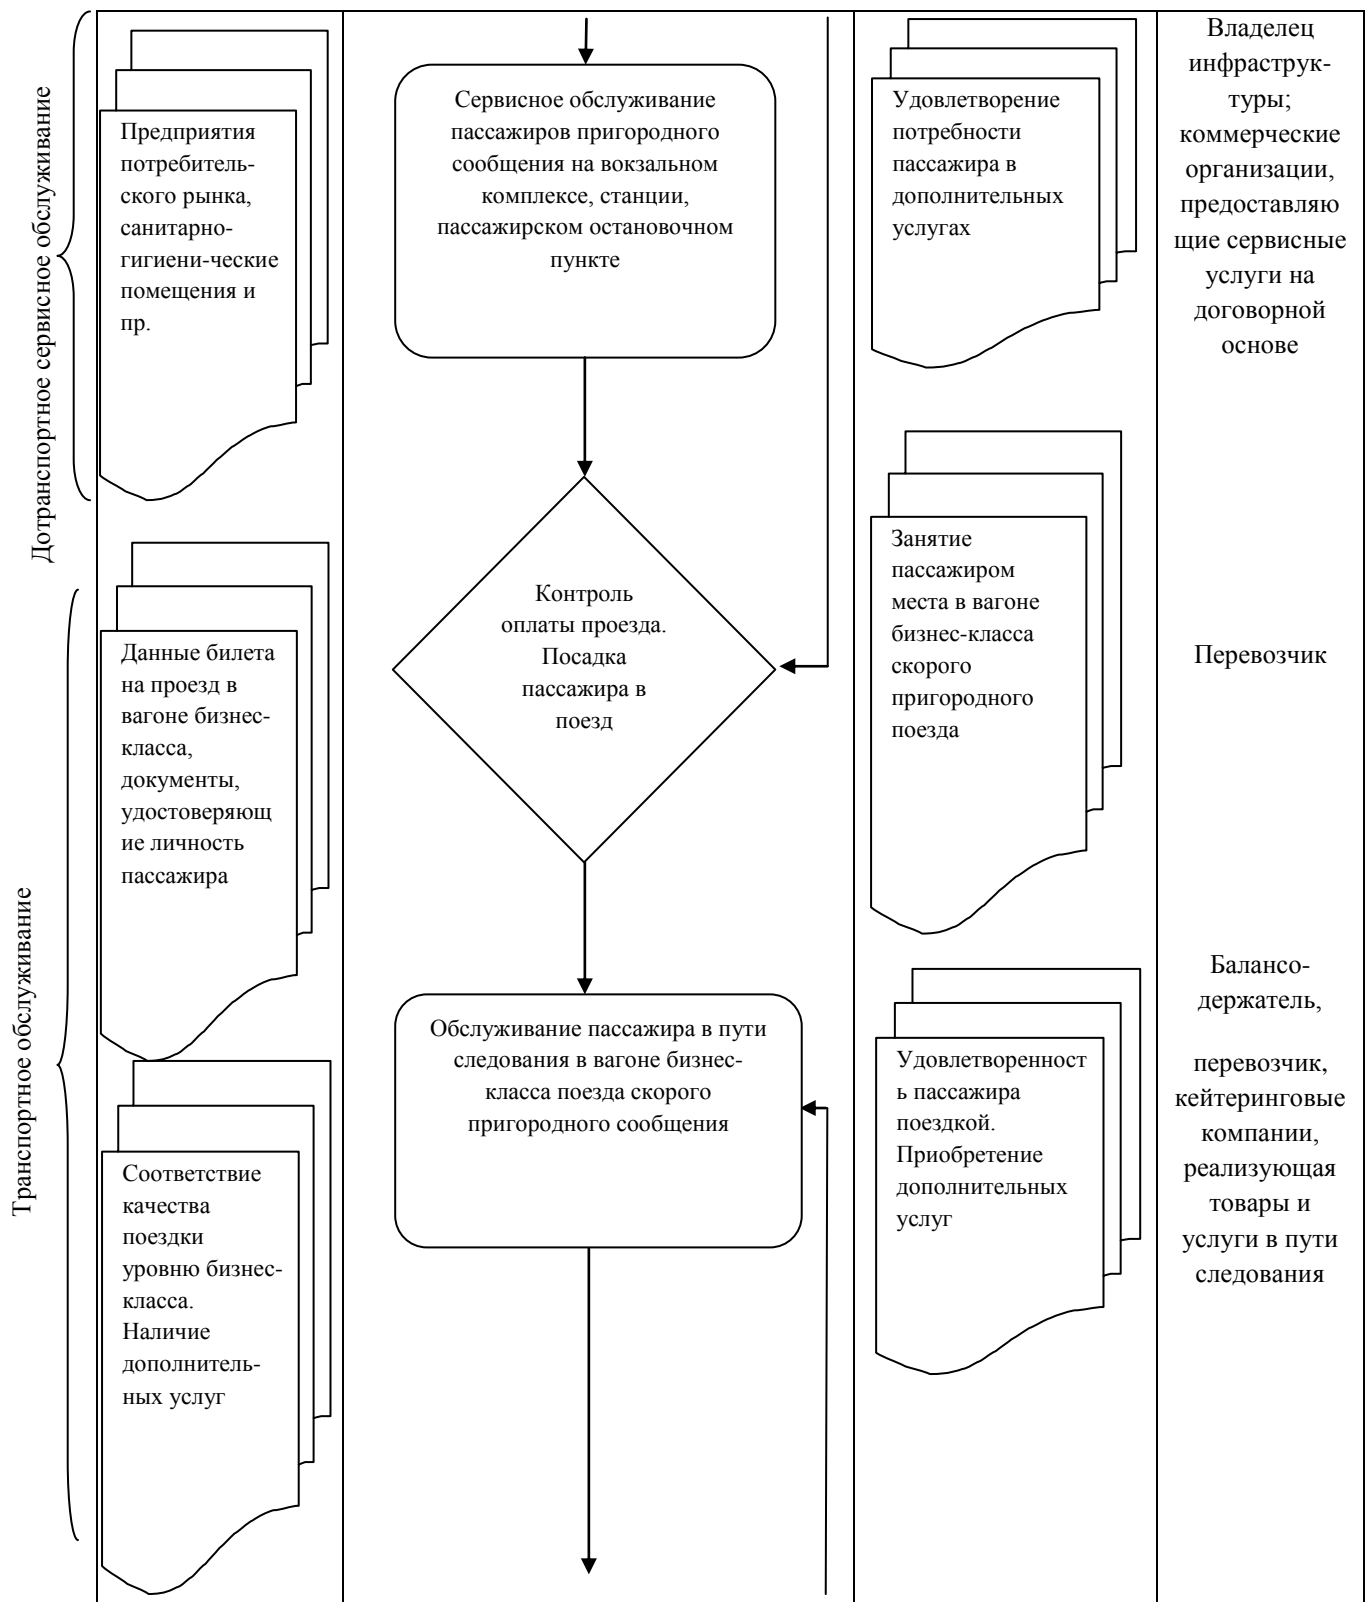 Дотранспортное сервисное обслуживание
Предприятия
потребитель-
ского рынка,
санитарно-
гигиени-ческие
помещения и
пр.
Сервисное обслуживание
пассажиров пригородного
сообщения на вокзальном
комплексе, станции,
пассажирском остановочном
пункте
Удовлетворение
потребности
пассажира в
дополнительных
услугах
Владелец
инфраструк-
туры;
коммерческие
организации,
предоставляю
щие сервисные
услуги на
договорной
основе
Транспортное обслуживание
Данные билета
на проезд в
вагоне бизнес-
класса,
документы,
удостоверяющ
ие личность
пассажира
Контроль
оплаты проезда.
Посадка
пассажира в
поезд
Занятие
пассажиром
места в вагоне
бизнес-класса
скорого
пригородного
поезда
Перевозчик
Соответствие
качества
поездки
уровню бизнес-
класса.
Наличие
дополнитель-
ных услуг
Обслуживание пассажира в пути
следования в вагоне бизнес-
класса поезда скорого
пригородного сообщения
Удовлетворенност
ь пассажира
поездкой.
Приобретение
дополнительных
услуг
Балансо-
держатель,
перевозчик,
кейтеринговые
компании,
реализующая
товары и
услуги в пути
следования